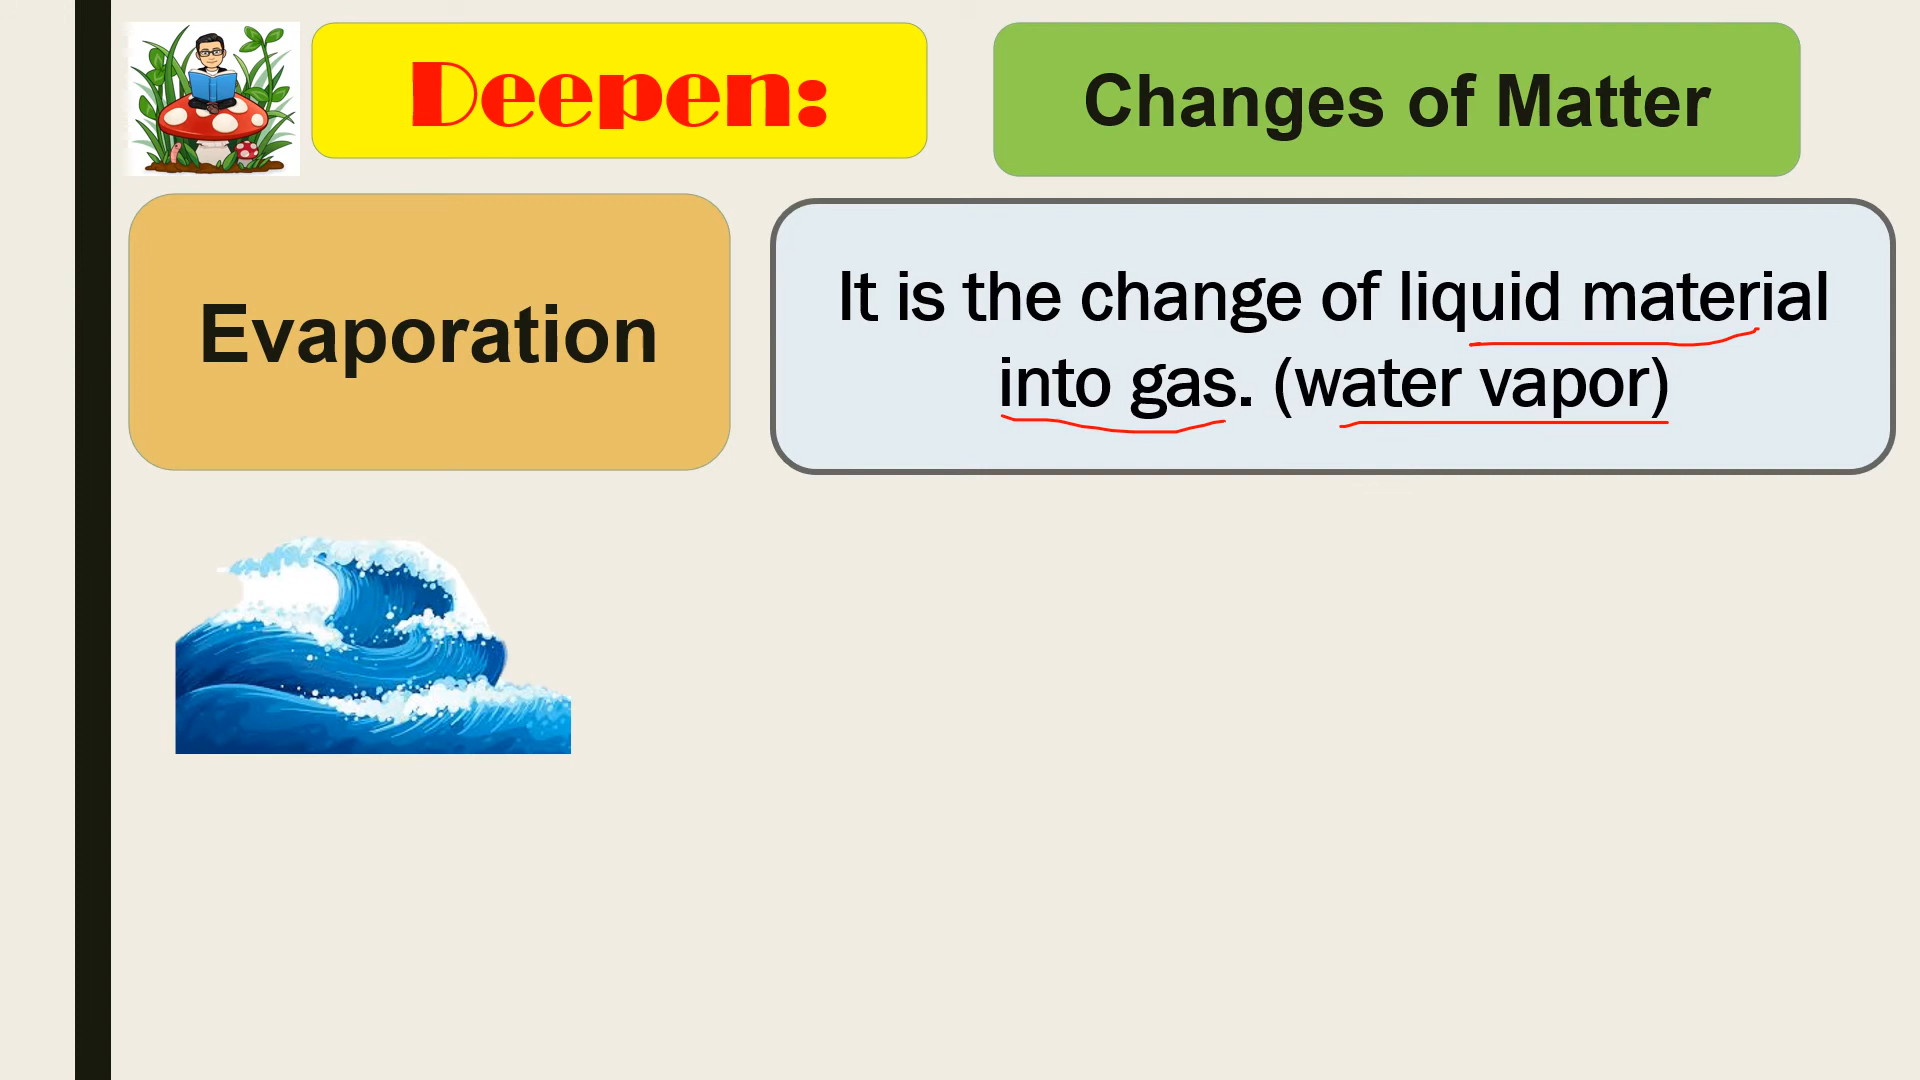 Deepen:
Changes of Matter
Evaporation
It is the change of liquid material
into gas. (water vapor)